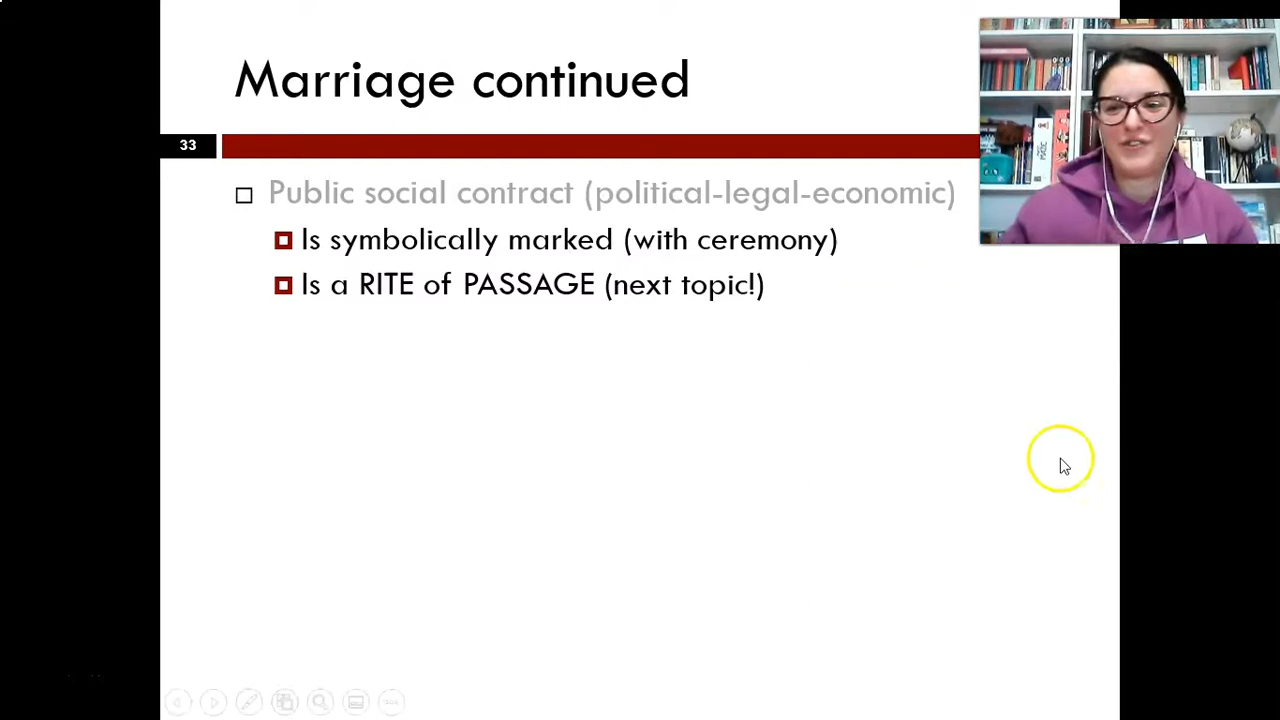 Marriage continued
33
Public social contract (political-legal-economic)
Is symbolically marked (with ceremony)
Is a RITE of PASSAGE (next topic!)